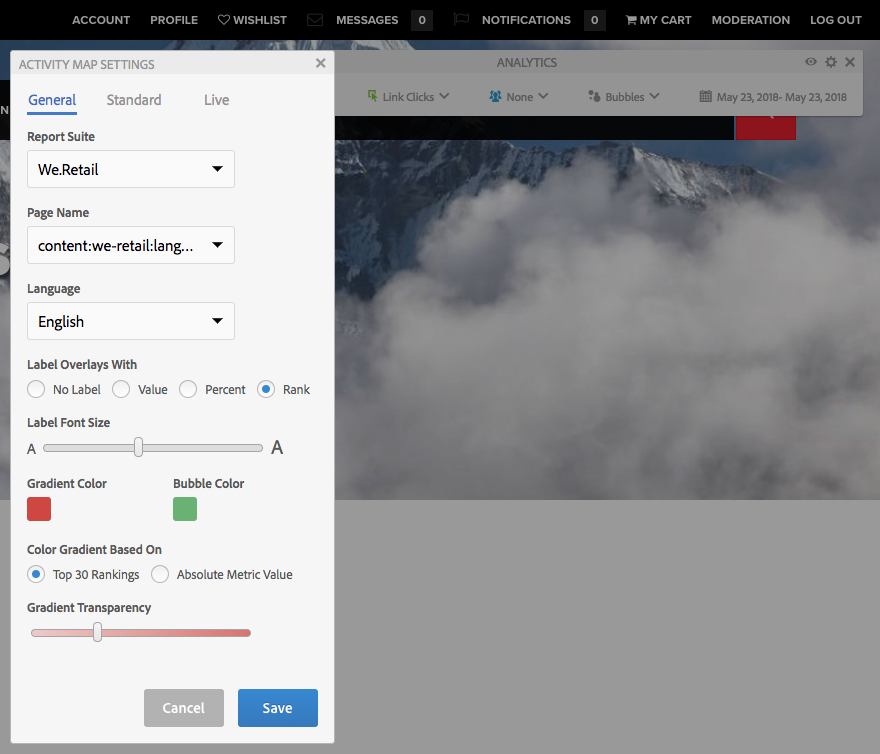 ACCOUNT PROFILE WISHLIST MESSAGES 0 NOTIFICATIONS 0 MY CART MODERATION LOG OUT
ACTIVITY MAP SETTINGS
ANALYTICS
General Standard Live
Link Clicks None Bubbles May 23, 2018- May 23, 2018
N
Report Suite
We.Retail
Page Name
content:we-retail:lang...
Language
English
Label Overlays With
No Label Value Percent Rank
Label Font Size
A A
Gradient Color Bubble Color
Color Gradient Based On
Top 30 Rankings Absolute Metric Value
Gradient Transparency
Cancel Save